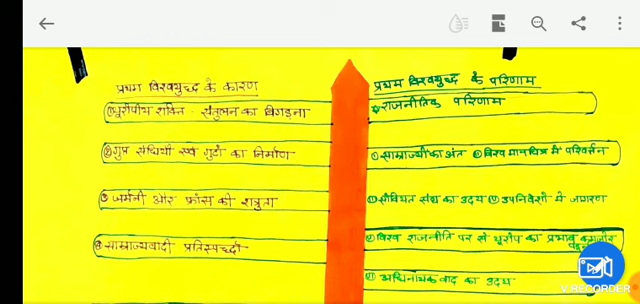 प्रथम विश्वयुद्ध के कारण
① यूरोपीय शक्ति - संतुलन का बिगड़ना
② गुप्त संधियाँ एवं गुटों का निर्माण
③ जर्मनी और फ्रांस की शत्रुता
④ साम्राज्यवादी प्रतिस्पर्द्धा
प्रथम विश्वयुद्ध के परिणाम
राजनीतिक परिणाम
① साम्राज्यों का अंत ② विश्व मानचित्र में परिवर्तन
③ सोवियत संघ का उदय ④ उपनिवेशों में जागरण
⑤ विश्व राजनीति पर से यूरोप का प्रभाव कमजोर
अधिनायकवाद का उदय
V RECORDER